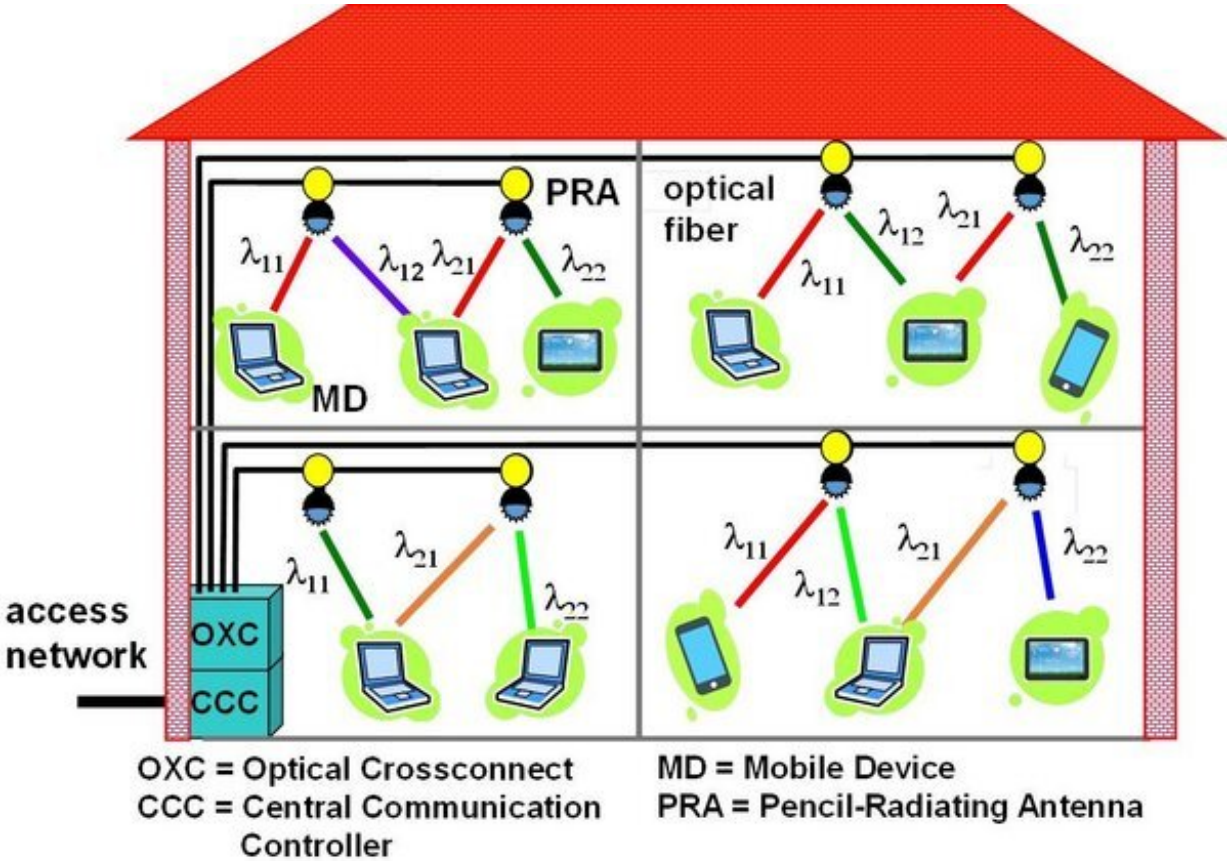 PRA
optical
fiber
λ11
λ12
λ21
λ22
λ11
λ12
λ21
λ22
MD
λ11
λ21
λ22
λ11
λ12
λ21
λ22
access
network
OXC
CCC
OXC = Optical Crossconnect
CCC = Central Communication
Controller
MD = Mobile Device
PRA = Pencil-Radiating Antenna